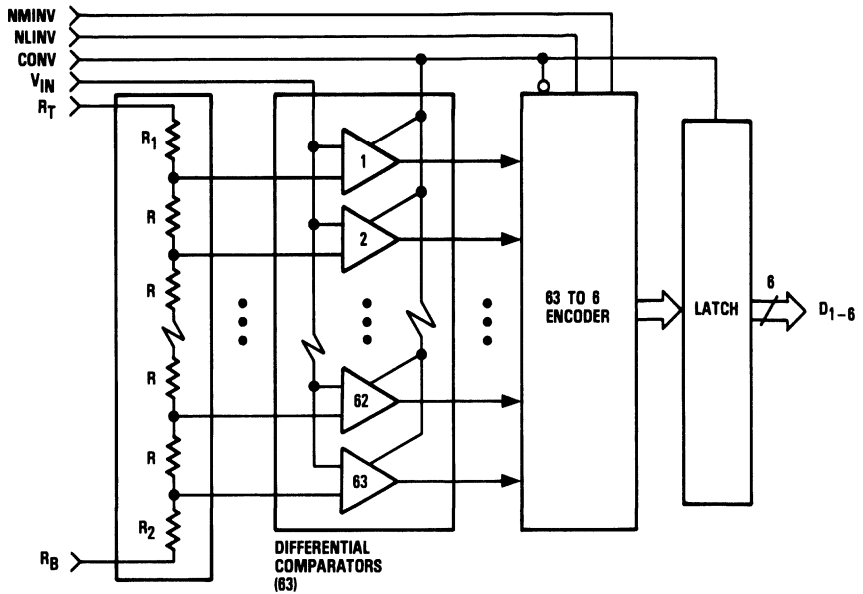 NMINV
NLINV
CONV
VIN
RT
R1
R
R
R
R
R2
RB
1
2
62
63
DIFFERENTIAL
COMPARATORS
(63)
63 TO 6
ENCODER
LATCH
6
D1–6